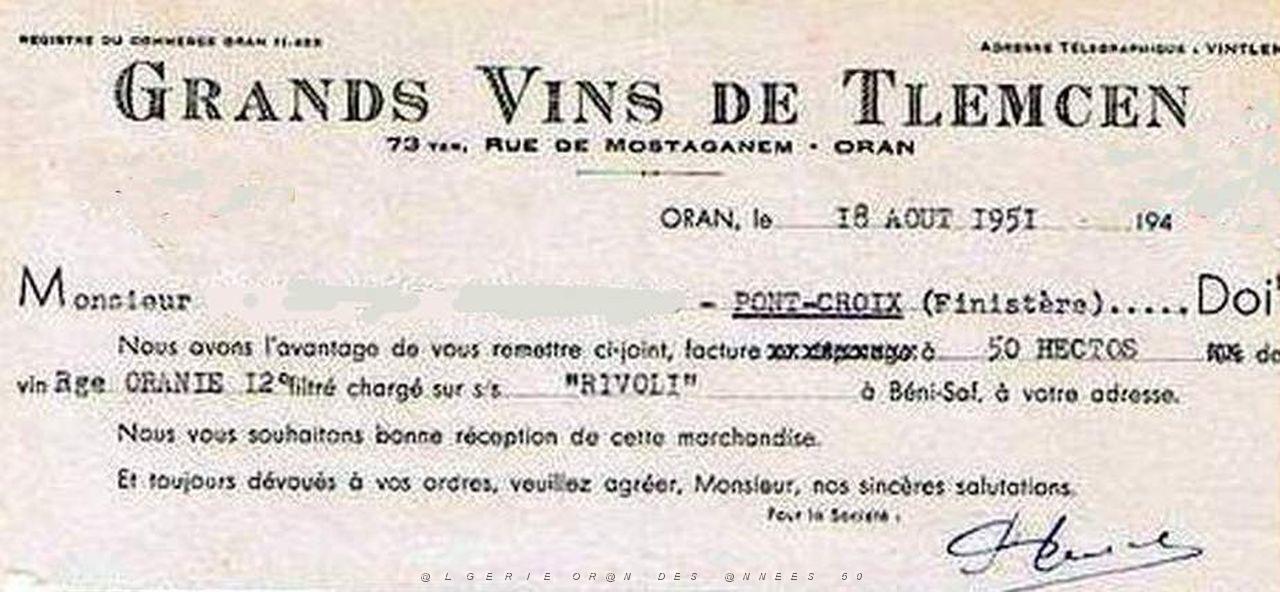 REGISTRE DU COMMERCE ORAN
ADRESSE TÉLÉGRAPHIQUE : VINTLEM
GRANDS VINS DE TLEMCEN
73 TER, RUE DE MOSTAGANEM • ORAN
ORAN, le 18 AOUT 1951 - 194
Monsieur - PONT-CROIX (Finistère).....Doi
Nous avons l'avantage de vous remettre ci-joint, facture à 50 HECTOS de
vin Rge ORANIE 12° filtré chargé sur s/s "RIVOLI" à Béni-Saf, à votre adresse.
Nous vous souhaitons bonne réception de cette marchandise.
Et toujours dévoués à vos ordres, veuillez agréer, Monsieur, nos sincères salutations.
Pour la Société :
@LGERIE OR@N DES @NNEES 60